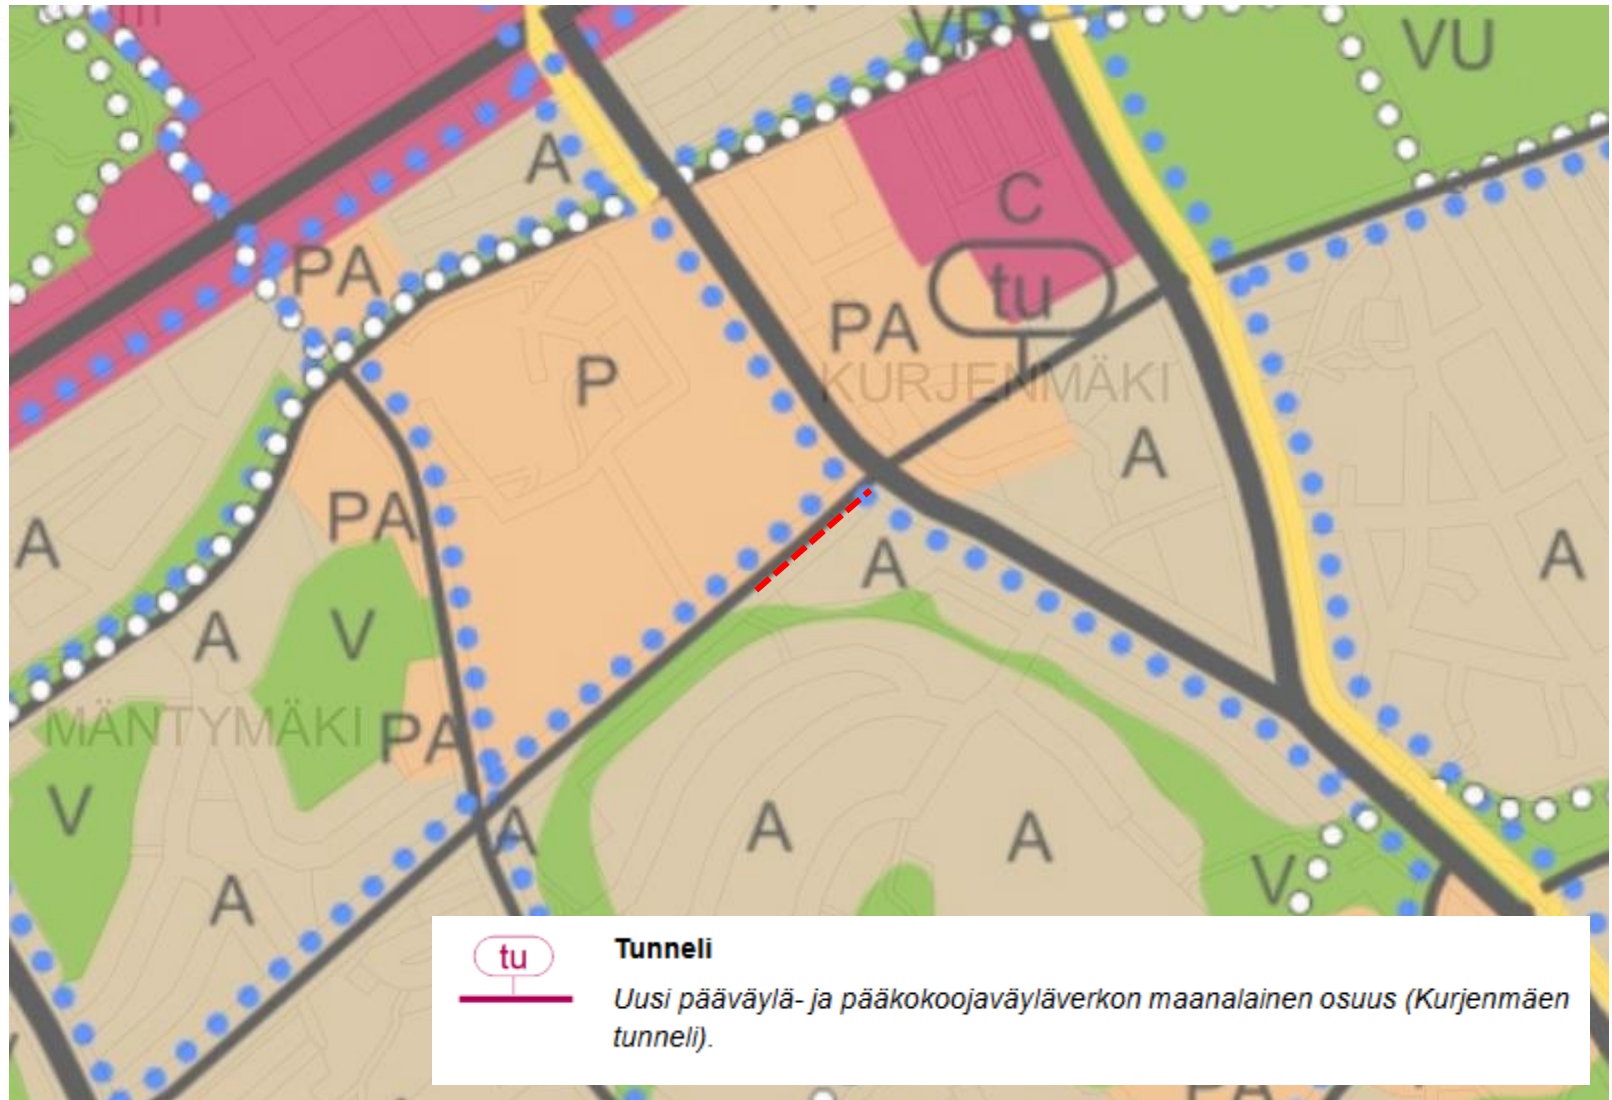 VP
VU
A
C
PA
tu
PA
P
KURJENMÄKI
A
PA
A
A
A
A
V
MÄNTYMÄKI
PA
V
A
A
A
V
A
tu
Tunneli
Uusi pääväylä- ja pääkokoojaväyläverkon maanalainen osuus (Kurjenmäen
tunneli).
PA